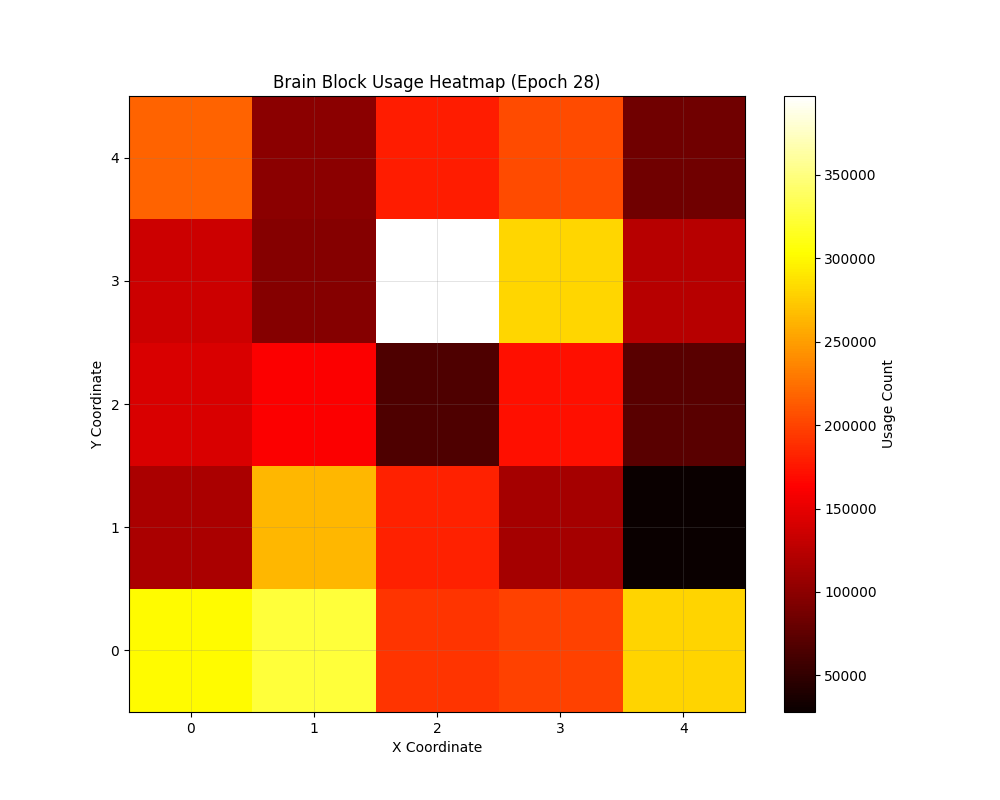 Brain Block Usage Heatmap (Epoch 28)
4
3
2
1
0
Y Coordinate
0 1 2 3 4
X Coordinate
350000
300000
250000
200000
150000
100000
50000
Usage Count